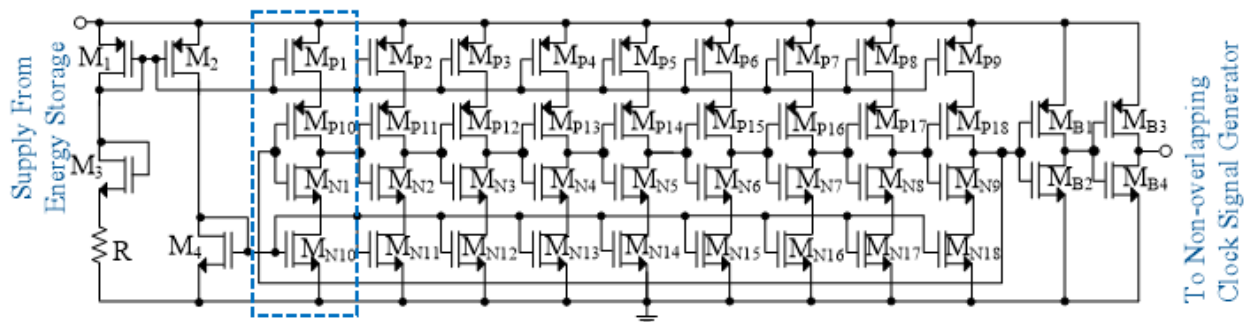 Supply From
Energy Storage
M1 M2 MP1 MP2 MP3 MP4 MP5 MP6 MP7 MP8 MP9
MP10 MP11 MP12 MP13 MP14 MP15 MP16 MP17 MP18 MB1 MB3
M3 MN1 MN2 MN3 MN4 MN5 MN6 MN7 MN8 MN9 MB2 MB4
R M4 MN10 MN11 MN12 MN13 MN14 MN15 MN16 MN17 MN18
To Non-overlapping
Clock Signal Generator